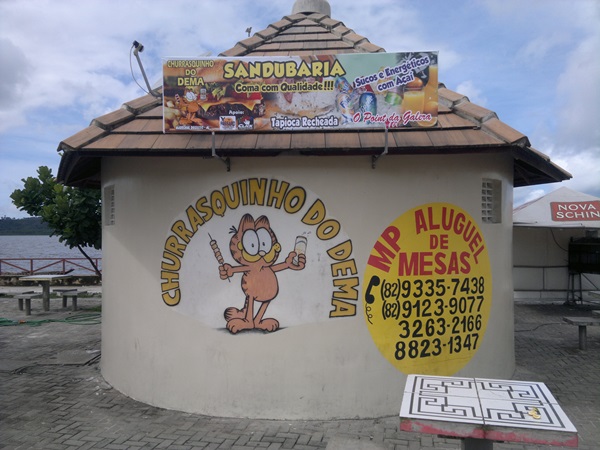 CHURRASQUINHO
DO
DEMA
SANDUBARIA
Coma com Qualidade!!!
Tapioca Recheada
Súcos e Energéticos
com Açaí
O Point da Galera
CHURRASQUINHO DO DEMA
MP ALUGUEL
DE
MESAS
(82)9335-7438
(82)9123-9077
3263-2166
8823-1347
NOVA
SCHIN